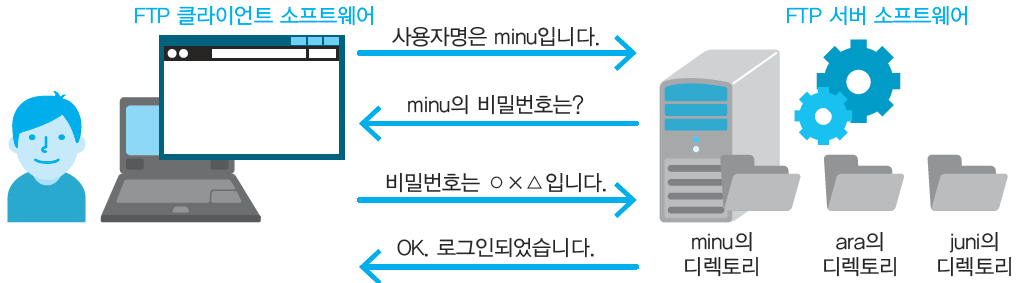 FTP 클라이언트 소프트웨어
FTP 서버 소프트웨어
사용자명은 minu입니다.
minu의 비밀번호는?
비밀번호는 ○×△입니다.
OK. 로그인되었습니다.
minu의
디렉토리
ara의
디렉토리
juni의
디렉토리